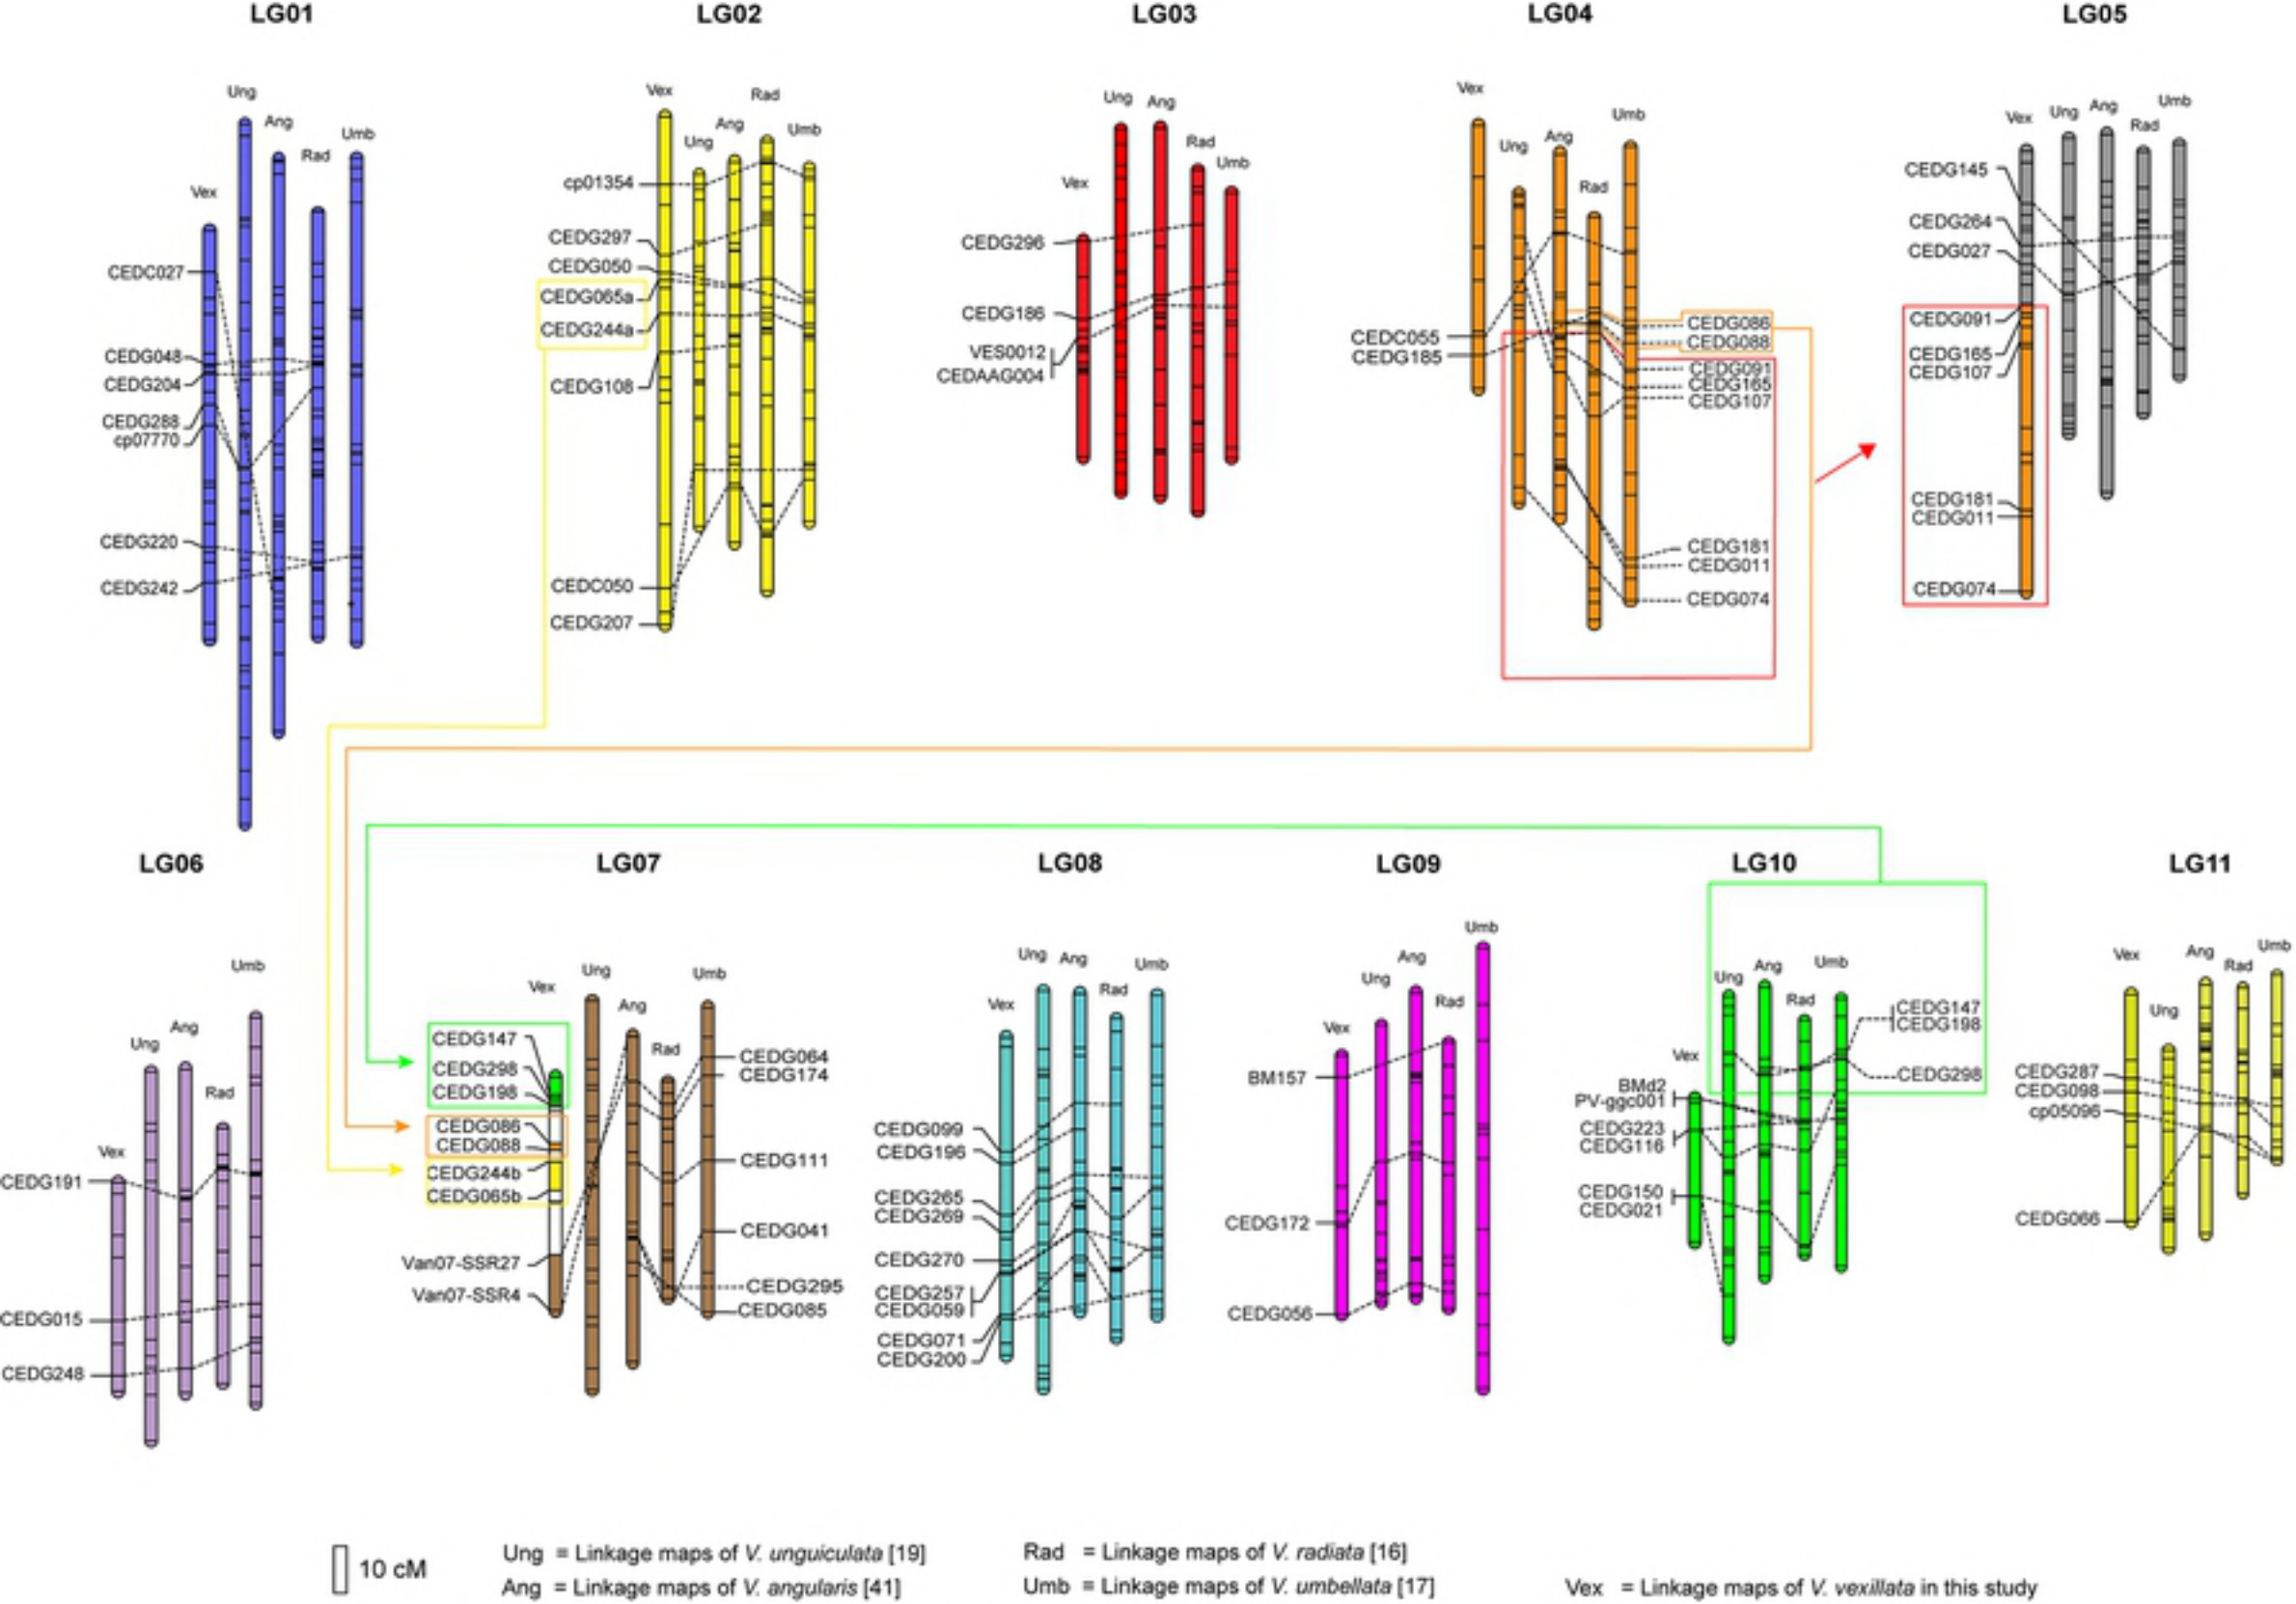 LG01 LG02 LG03 LG04 LG05
Vex Ung Ang Rad Umb
CEDC027
CEDG048
CEDG204
CEDG288
cp07770
CEDG220
CEDG242
Vex Ung Ang Rad Umb
cp01354
CEDG297
CEDG050
CEDG065a
CEDG244a
CEDG108
CEDC050
CEDG207
Vex Ung Ang Rad Umb
CEDG296
CEDG186
VES0012
CEDAAG004
Vex Ung Ang Rad Umb
CEDC055
CEDG185
CEDG086
CEDG088
CEDG091
CEDG165
CEDG107
CEDG181
CEDG011
CEDG074
Vex Ung Ang Rad Umb
CEDG145
CEDG264
CEDG027
CEDG091
CEDG165
CEDG107
CEDG181
CEDG011
CEDG074
LG06 LG07 LG08 LG09 LG10 LG11
Vex Ung Ang Rad Umb
CEDG191
CEDG015
CEDG248
Vex Ung Ang Rad Umb
CEDG147
CEDG298
CEDG198
CEDG086
CEDG088
CEDG244b
CEDG065b
Van07-SSR27
Van07-SSR4
CEDG064
CEDG174
CEDG111
CEDG041
CEDG295
CEDG085
Vex Ung Ang Rad Umb
CEDG099
CEDG196
CEDG265
CEDG269
CEDG270
CEDG257
CEDG059
CEDG071
CEDG200
Vex Ung Ang Rad Umb
BM157
CEDG172
CEDG056
Vex Ung Ang Rad Umb
BMd2
PV-ggc001
CEDG223
CEDG116
CEDG150
CEDG021
CEDG147
CEDG198
CEDG298
Vex Ung Ang Rad Umb
CEDG287
CEDG098
cp05096
CEDG066
10 cM
Ung = Linkage maps of V. unguiculata [19]
Ang = Linkage maps of V. angularis [41]
Rad = Linkage maps of V. radiata [16]
Umb = Linkage maps of V. umbellata [17]
Vex = Linkage maps of V. vexillata in this study